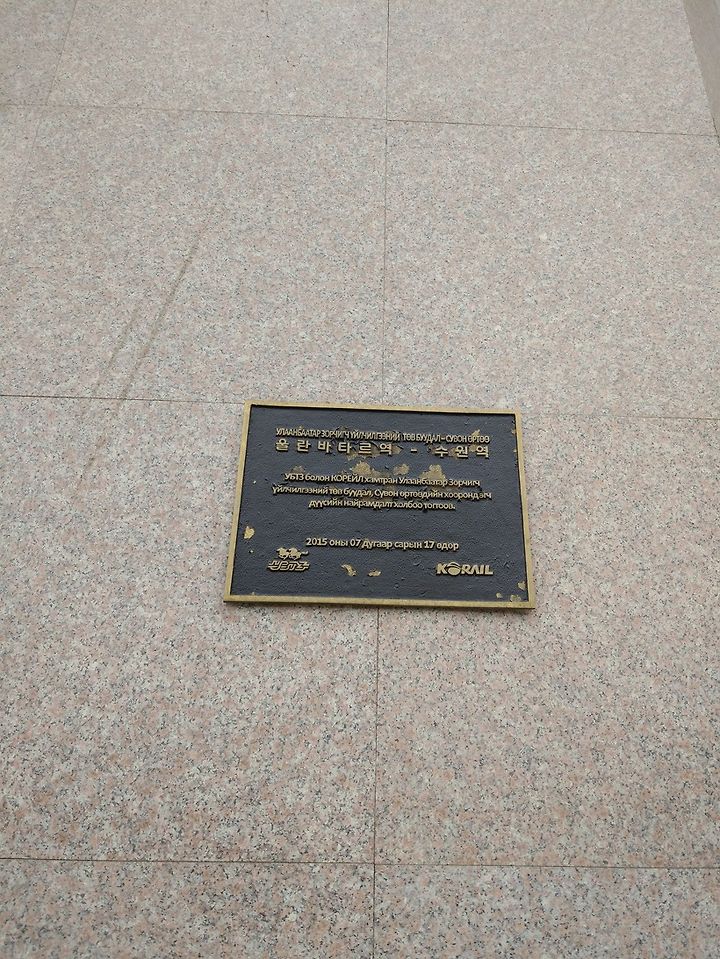 УЛААНБААТАР ЗОРЧИГЧ ҮЙЛЧИЛГЭЭНИЙ ТӨВ БУУДАЛ - СУВОН ӨРТӨӨ
울란바타르역 - 수원역
УБТЗ болон КОРЕЙЛ хамтран Улаанбаатар Зорчигч
үйлчилгээний төв буудал, Сувон өртөөдийн хооронд эгч
дүүсийн найрамдалт холбоо тогтоов.
2015 оны 07 дугаар сарын 17 өдөр
KORAIL